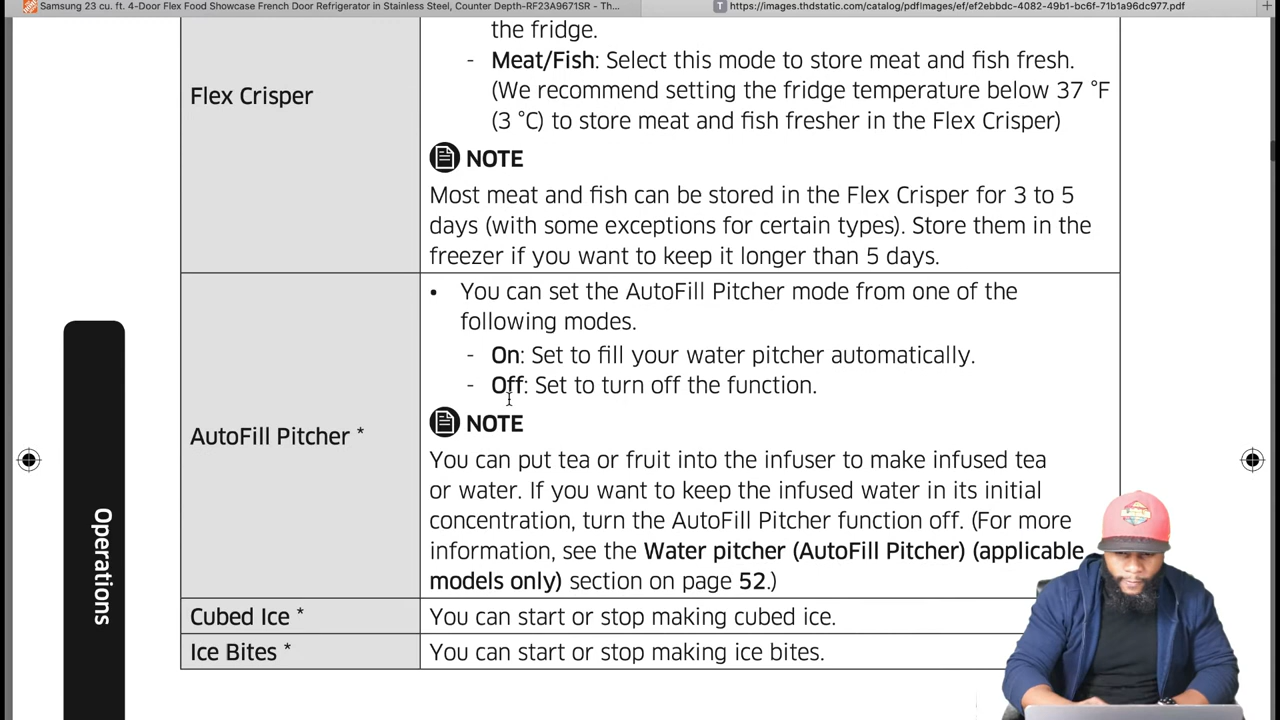 Samsung 23 cu. ft. 4-Door Flex Food Showcase French Door Refrigerator in Stainless Steel, Counter Depth-RF23A9671SR - Th...
T https://images.thdstatic.com/catalog/pdfImages/ef/ef2ebbdc-4082-49b1-bc6f-71b1a96dc977.pdf
the fridge.
- Meat/Fish: Select this mode to store meat and fish fresh.
(We recommend setting the fridge temperature below 37 °F
(3 °C) to store meat and fish fresher in the Flex Crisper)
Flex Crisper
NOTE
Most meat and fish can be stored in the Flex Crisper for 3 to 5
days (with some exceptions for certain types). Store them in the
freezer if you want to keep it longer than 5 days.
• You can set the AutoFill Pitcher mode from one of the
following modes.
- On: Set to fill your water pitcher automatically.
- Off: Set to turn off the function.
NOTE
AutoFill Pitcher *
You can put tea or fruit into the infuser to make infused tea
or water. If you want to keep the infused water in its initial
concentration, turn the AutoFill Pitcher function off. (For more
information, see the Water pitcher (AutoFill Pitcher) (applicable
models only) section on page 52.)
Cubed Ice * You can start or stop making cubed ice.
Ice Bites * You can start or stop making ice bites.
Operations